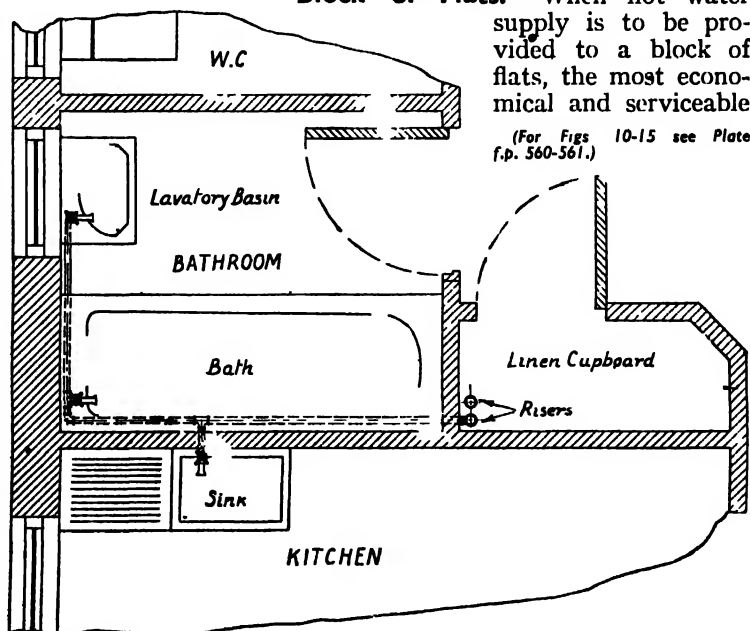 Block of Flats. When hot water
supply is to be pro-
vided to a block of
flats, the most econo-
mical and serviceable
(For Figs 10-15 see Plate
f.p. 560-561.)
W.C
Lavatory Basin
BATHROOM
Bath
Linen Cupboard
Risers
Sink
KITCHEN